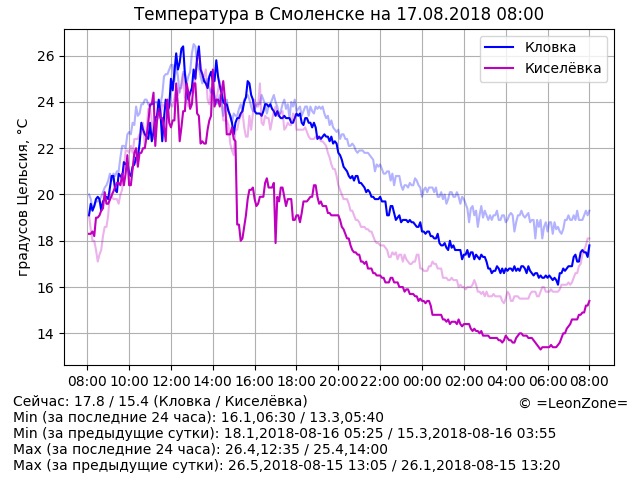 Температура в Смоленске на 17.08.2018 08:00
Кловка
Киселёвка
градусов Цельсия, °C
26
24
22
20
18
16
14
08:00 10:00 12:00 14:00 16:00 18:00 20:00 22:00 00:00 02:00 04:00 06:00 08:00
Сейчас: 17.8 / 15.4 (Кловка / Киселёвка)
© =LeonZone=
Min (за последние 24 часа): 16.1,06:30 / 13.3,05:40
Min (за предыдущие сутки): 18.1,2018-08-16 05:25 / 15.3,2018-08-16 03:55
Max (за последние 24 часа): 26.4,12:35 / 25.4,14:00
Max (за предыдущие сутки): 26.5,2018-08-15 13:05 / 26.1,2018-08-15 13:20